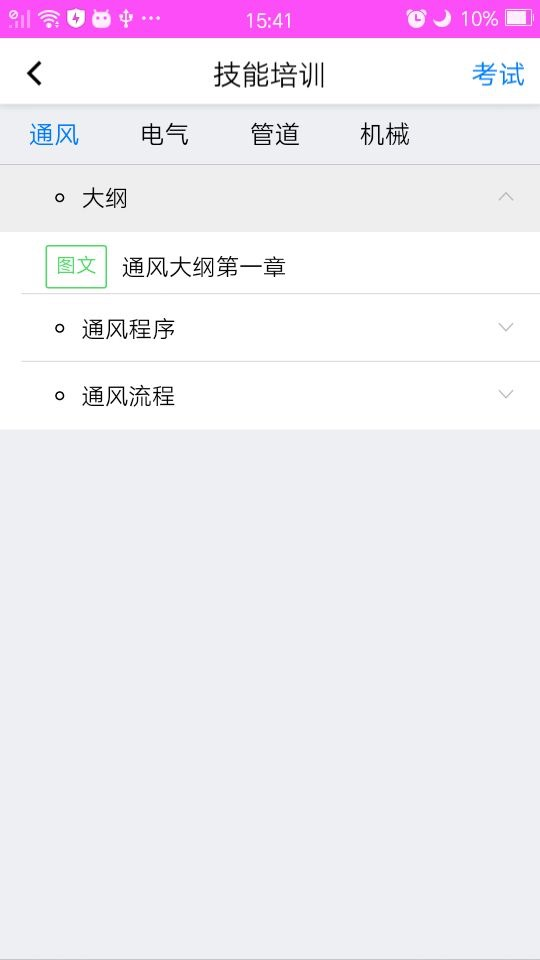 15:41 10%
技能培训 考试
通风 电气 管道 机械
大纲
图文 通风大纲第一章
通风程序
通风流程